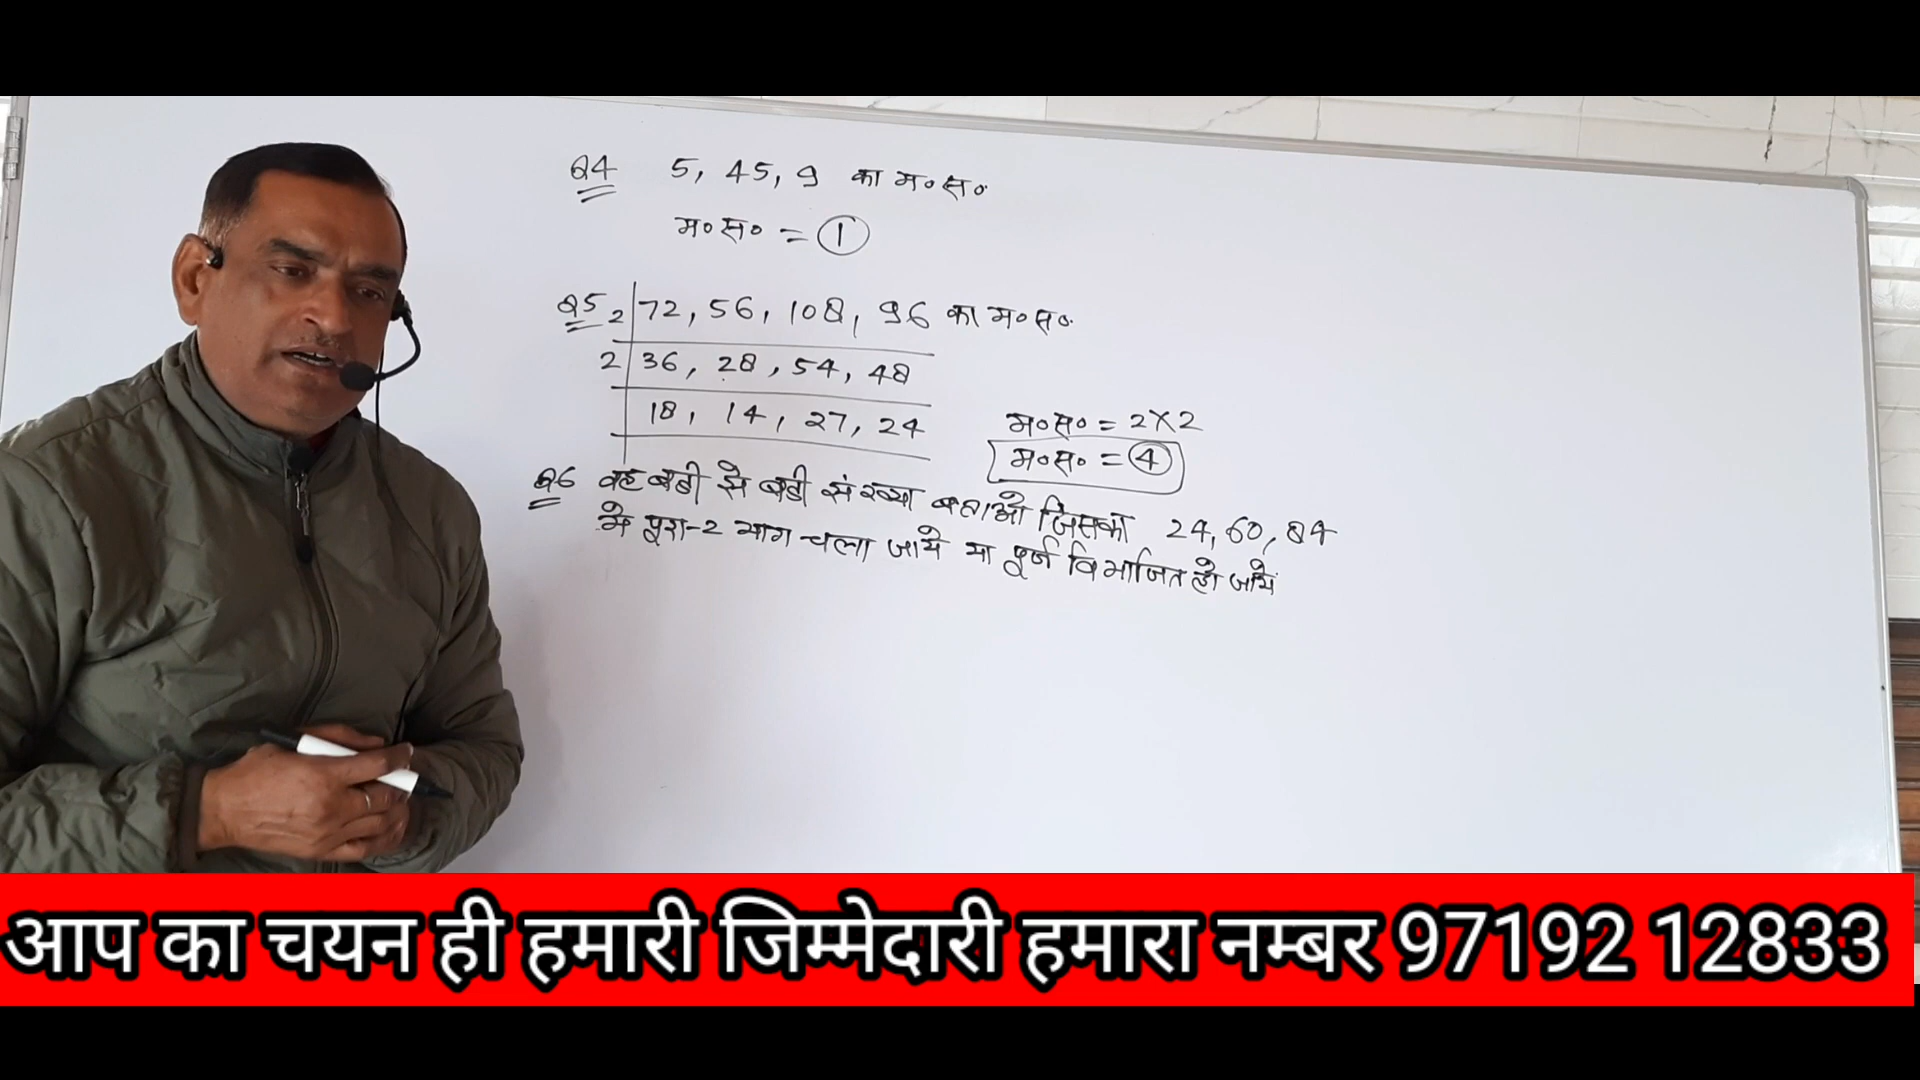 Q4 5, 45, 9 का म०स०
म०स० = 1
Q5 2 72, 56, 108, 96 का म०स०
2 36, 28, 54, 48
18, 14, 27, 24
म०स० = 2×2
म०स० = 4
Q6 वह बडी से बडी संख्या बताओ जिसका 24, 60, 84
मे पूरा-2 भाग चला जाये या पूर्ण विभाजित हो जाये
आप का चयन ही हमारी जिम्मेदारी हमारा नम्बर 97192 12833